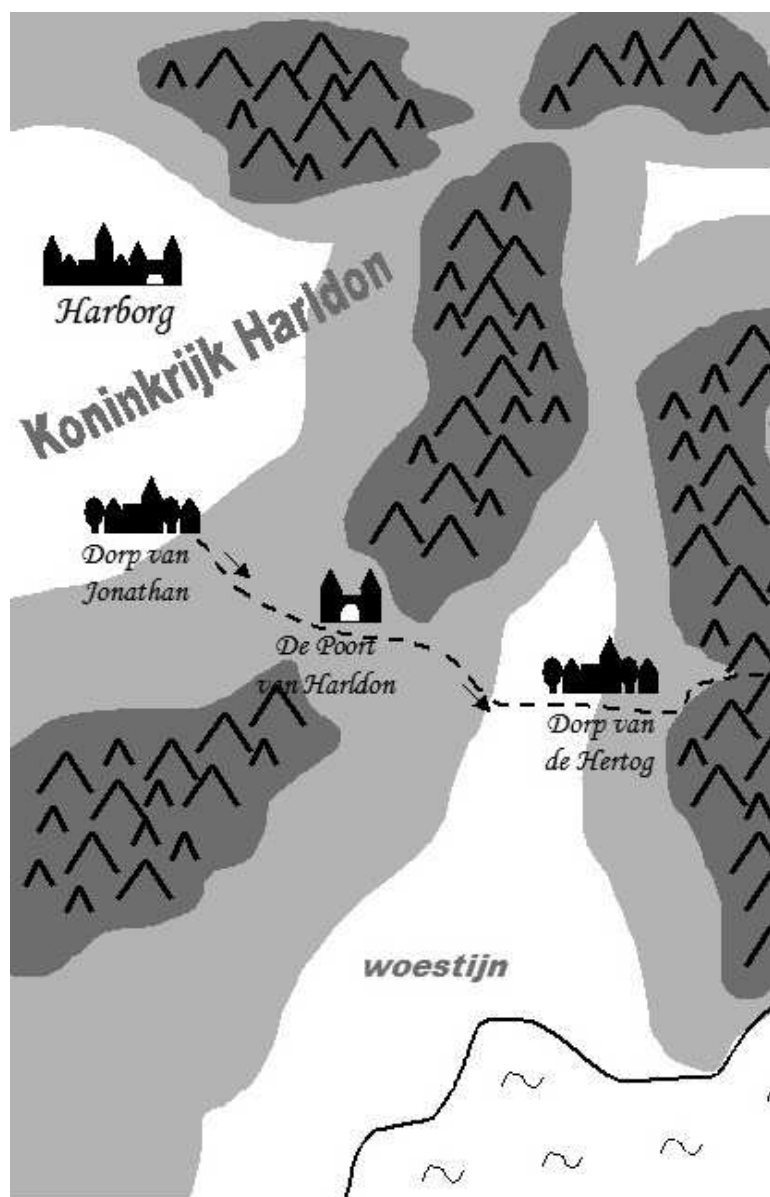 Harborg
Koninkrijk Harldon
Dorp van
Jonathan
De Poort
van Harldon
Dorp van
de Hertog
woestijn